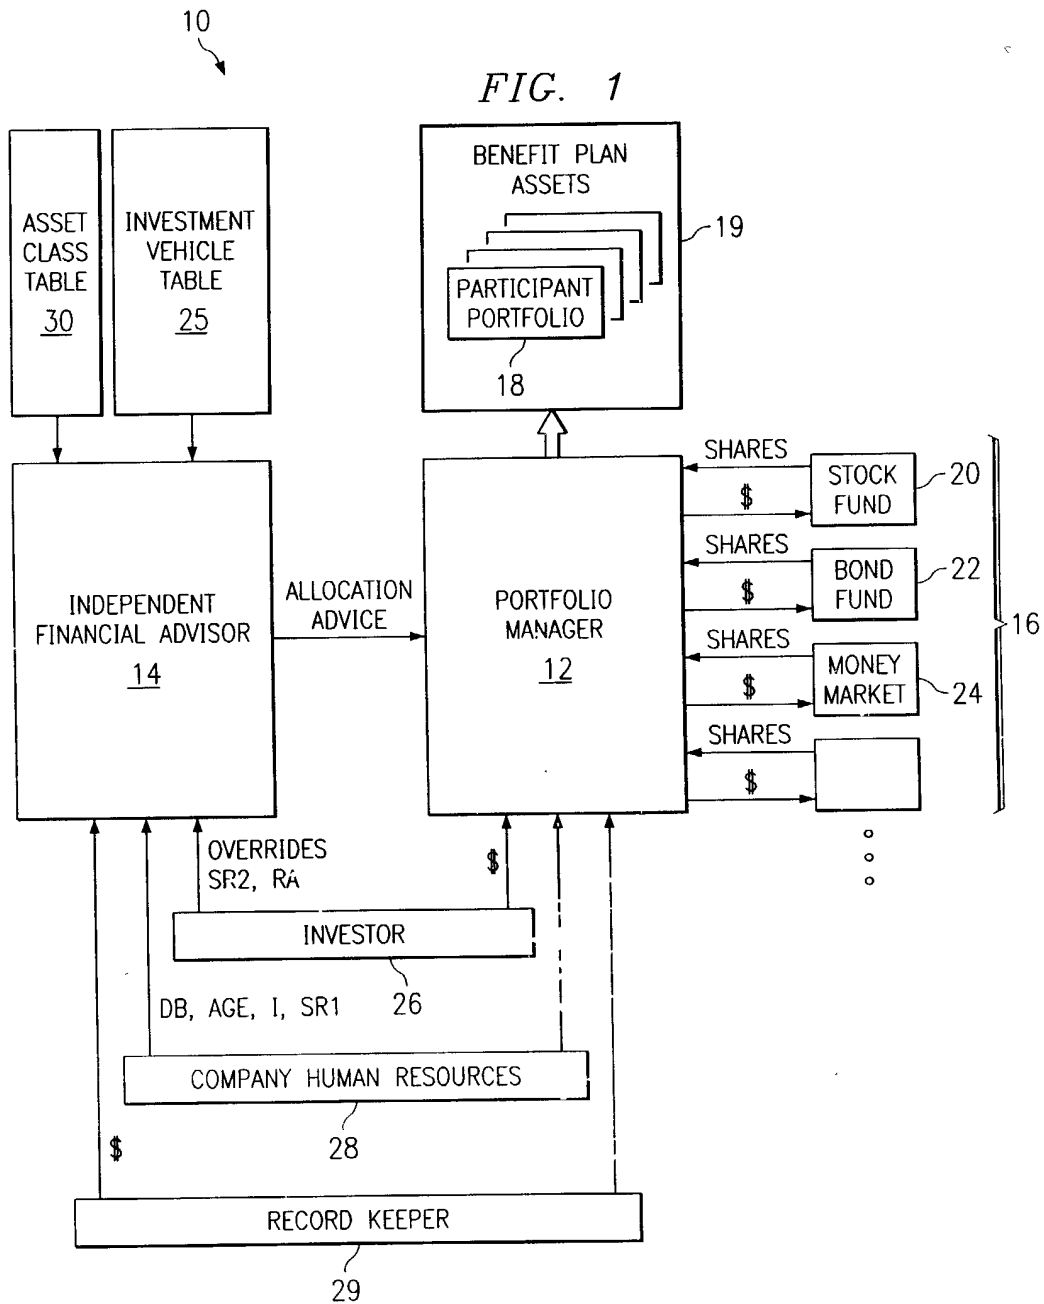 10
FIG. 1
ASSET
CLASS
TABLE
30
INVESTMENT
VEHICLE
TABLE
25
BENEFIT PLAN
ASSETS
19
PARTICIPANT
PORTFOLIO
18
INDEPENDENT
FINANCIAL ADVISOR
14
ALLOCATION
ADVICE
PORTFOLIO
MANAGER
12
SHARES
$
STOCK
FUND
20
SHARES
$
BOND
FUND
22
SHARES
$
MONEY
MARKET
24
SHARES
$
16
OVERRIDES
SR2, RA
$
INVESTOR
26
DB, AGE, I, SR1
COMPANY HUMAN RESOURCES
28
$
RECORD KEEPER
29